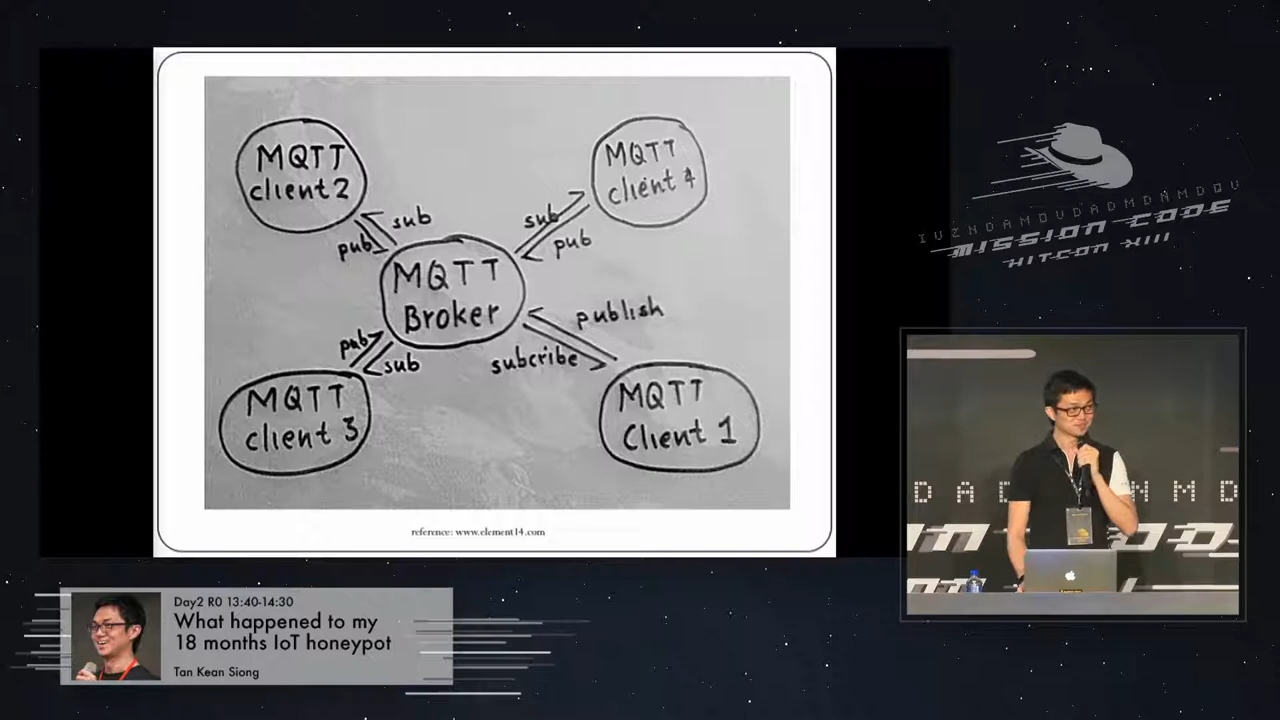 MQTT
client 2
MQTT
client 4
sub
pub
sub
pub
MQTT
Broker
publish
subcribe
pub
sub
MQTT
client 3
MQTT
Client 1
reference: www.element14.com
IVZHDAMOVDADMDAMDQV
MISSION CODE
HITCON XIII
D A D
N M D
Day2 R0 13:40-14:30
What happened to my
18 months IoT honeypot
Tan Kean Siong